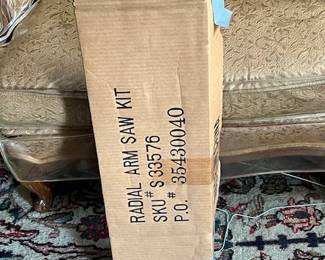 RADIAL ARM SAW KIT
SKU# S33576
P.O.# 35430040